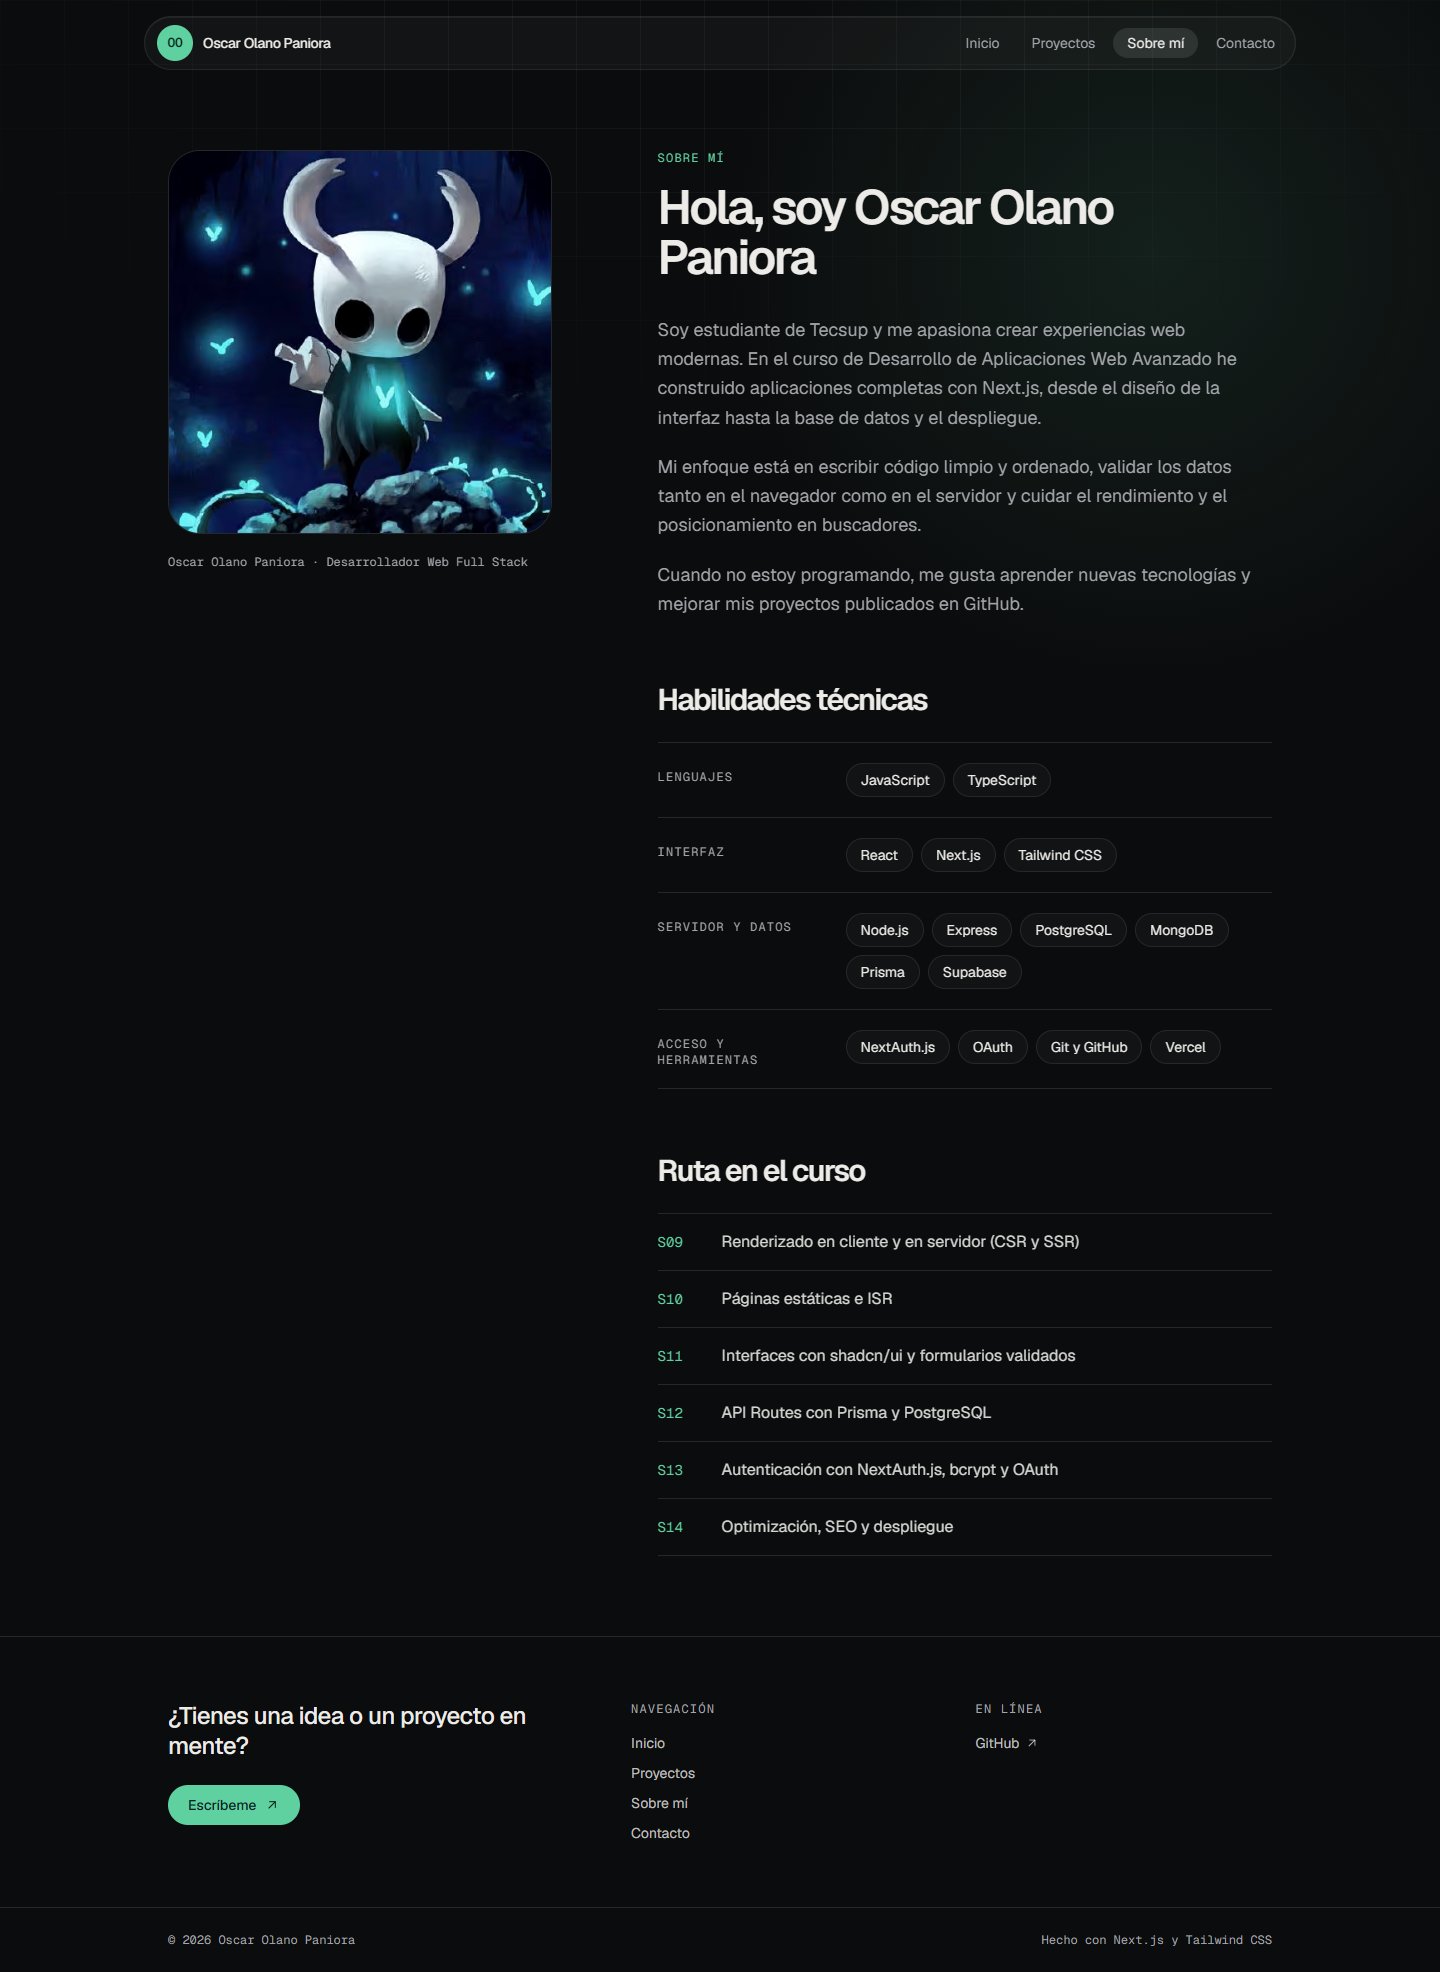 OO Oscar Olano Paniora
Inicio Proyectos Sobre mí Contacto
Oscar Olano Paniora · Desarrollador Web Full Stack
SOBRE MÍ
Hola, soy Oscar Olano
Paniora
Soy estudiante de Tecsup y me apasiona crear experiencias web
modernas. En el curso de Desarrollo de Aplicaciones Web Avanzado he
construido aplicaciones completas con Next.js, desde el diseño de la
interfaz hasta la base de datos y el despliegue.
Mi enfoque está en escribir código limpio y ordenado, validar los datos
tanto en el navegador como en el servidor y cuidar el rendimiento y el
posicionamiento en buscadores.
Cuando no estoy programando, me gusta aprender nuevas tecnologías y
mejorar mis proyectos publicados en GitHub.
Habilidades técnicas
LENGUAJES
JavaScript TypeScript
INTERFAZ
React Next.js Tailwind CSS
SERVIDOR Y DATOS
Node.js Express PostgreSQL MongoDB
Prisma Supabase
ACCESO Y
HERRAMIENTAS
NextAuth.js OAuth Git y GitHub Vercel
Ruta en el curso
S09 Renderizado en cliente y en servidor (CSR y SSR)
S10 Páginas estáticas e ISR
S11 Interfaces con shadcn/ui y formularios validados
S12 API Routes con Prisma y PostgreSQL
S13 Autenticación con NextAuth.js, bcrypt y OAuth
S14 Optimización, SEO y despliegue
¿Tienes una idea o un proyecto en
mente?
Escríbeme ↗
NAVEGACIÓN
Inicio
Proyectos
Sobre mí
Contacto
EN LÍNEA
GitHub ↗
© 2026 Oscar Olano Paniora
Hecho con Next.js y Tailwind CSS